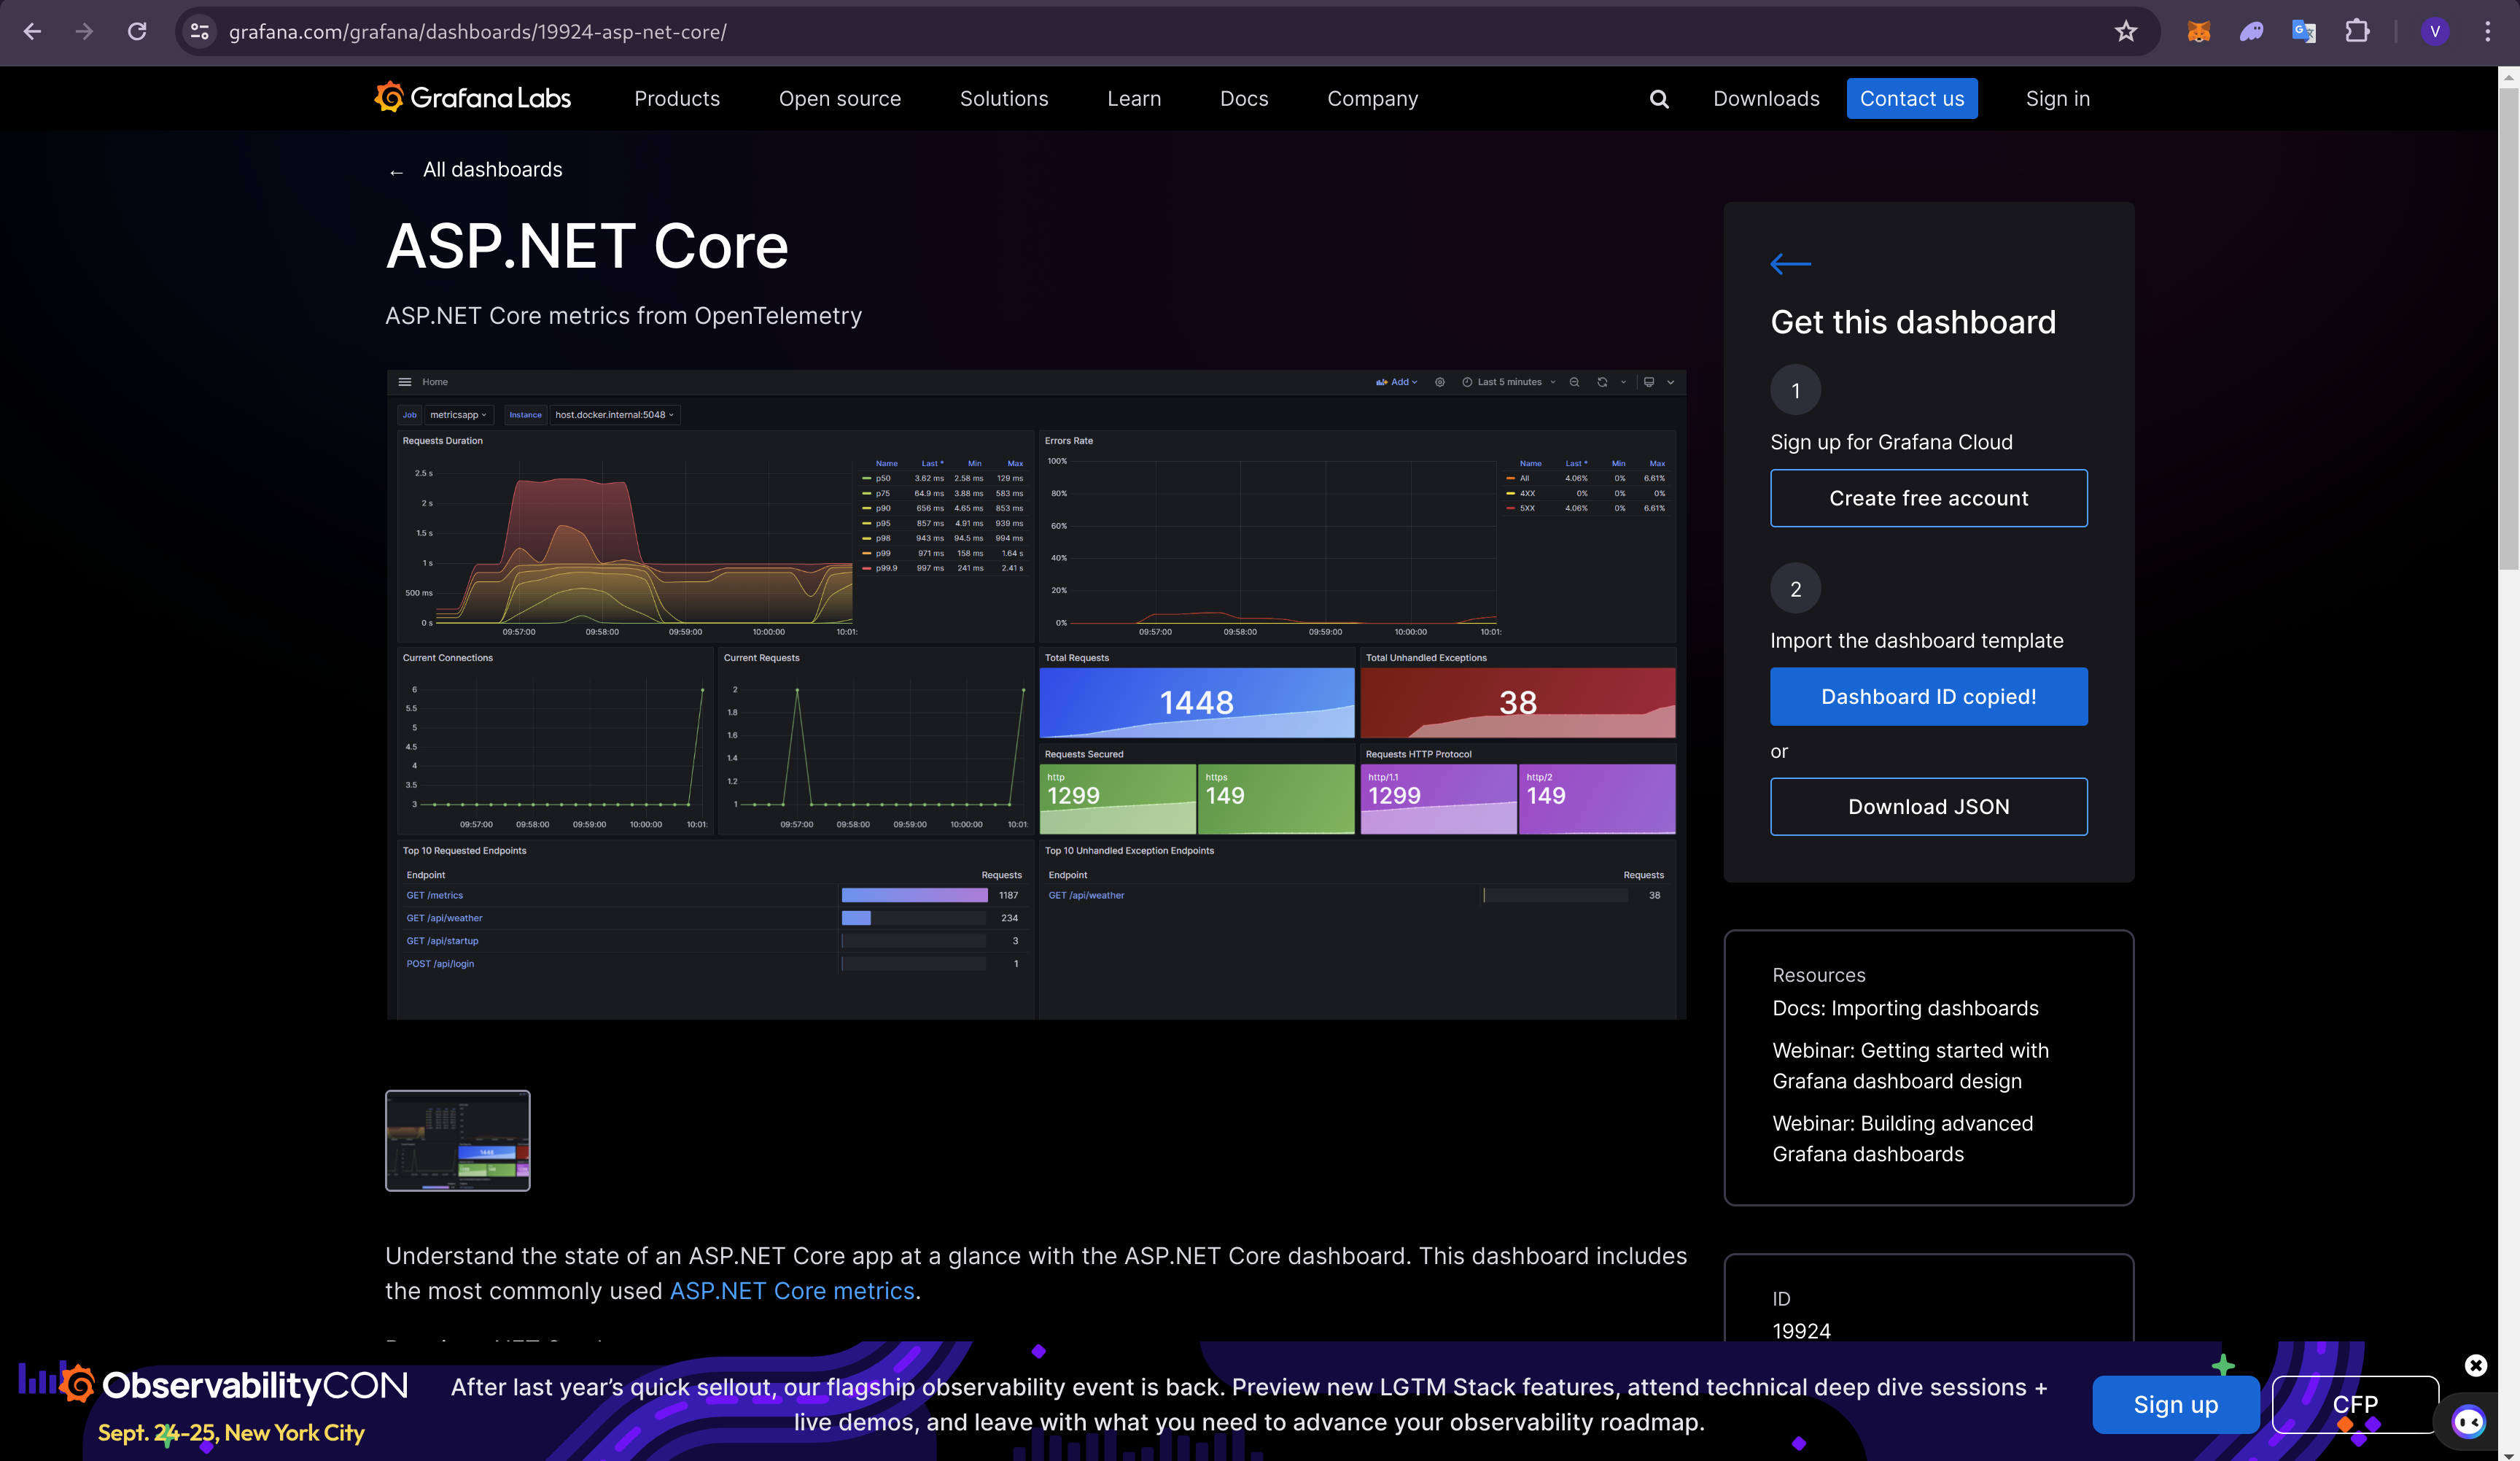 grafana.com/grafana/dashboards/19924-asp-net-core/
V
Grafana Labs
Products
Open source
Solutions
Learn
Docs
Company
Downloads
Contact us
Sign in
← All dashboards
ASP.NET Core
ASP.NET Core metrics from OpenTelemetry
Home
Add
Last 5 minutes
Job
metricsapp
Instance
host.docker.internal:5048
Requests Duration
2.5 s
2 s
1.5 s
1 s
500 ms
0 s
09:57:00 09:58:00 09:59:00 10:00:00 10:01:
Name Last * Min Max
p50 3.62 ms 2.58 ms 129 ms
p75 64.9 ms 3.88 ms 583 ms
p90 656 ms 4.65 ms 853 ms
p95 857 ms 4.91 ms 939 ms
p98 943 ms 94.5 ms 994 ms
p99 971 ms 158 ms 1.64 s
p99.9 997 ms 241 ms 2.41 s
Errors Rate
100%
80%
60%
40%
20%
0%
09:57:00 09:58:00 09:59:00 10:00:00 10:01:
Name Last * Min Max
All 4.06% 0% 6.61%
4XX 0% 0% 0%
5XX 4.06% 0% 6.61%
Current Connections
6
5.5
5
4.5
4
3.5
3
09:57:00 09:58:00 09:59:00 10:00:00 10:01:
Current Requests
2
1.8
1.6
1.4
1.2
1
09:57:00 09:58:00 09:59:00 10:00:00 10:01
Total Requests
1448
Total Unhandled Exceptions
38
Requests Secured
http
1299
https
149
Requests HTTP Protocol
http/1.1
1299
http/2
149
Top 10 Requested Endpoints
Endpoint Requests
GET /metrics 1187
GET /api/weather 234
GET /api/startup 3
POST /api/login 1
Top 10 Unhandled Exception Endpoints
Endpoint Requests
GET /api/weather 38
Understand the state of an ASP.NET Core app at a glance with the ASP.NET Core dashboard. This dashboard includes
the most commonly used ASP.NET Core metrics.
Get this dashboard
1
Sign up for Grafana Cloud
Create free account
2
Import the dashboard template
Dashboard ID copied!
or
Download JSON
Resources
Docs: Importing dashboards
Webinar: Getting started with
Grafana dashboard design
Webinar: Building advanced
Grafana dashboards
ID
19924
ObservabilityCON
Sept. 24-25, New York City
After last year's quick sellout, our flagship observability event is back. Preview new LGTM Stack features, attend technical deep dive sessions +
live demos, and leave with what you need to advance your observability roadmap.
Sign up
CFP